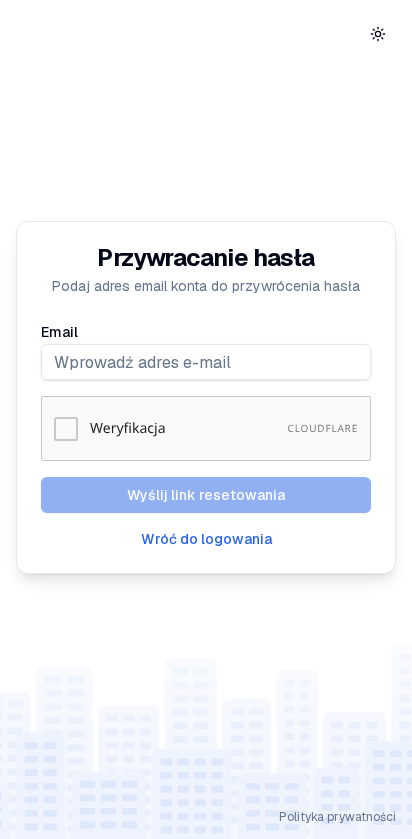 Przywracanie hasła
Podaj adres email konta do przywrócenia hasła
Email
Wprowadź adres e-mail
Weryfikacja
CLOUDFLARE
Wyślij link resetowania
Wróć do logowania
Polityka prywatności